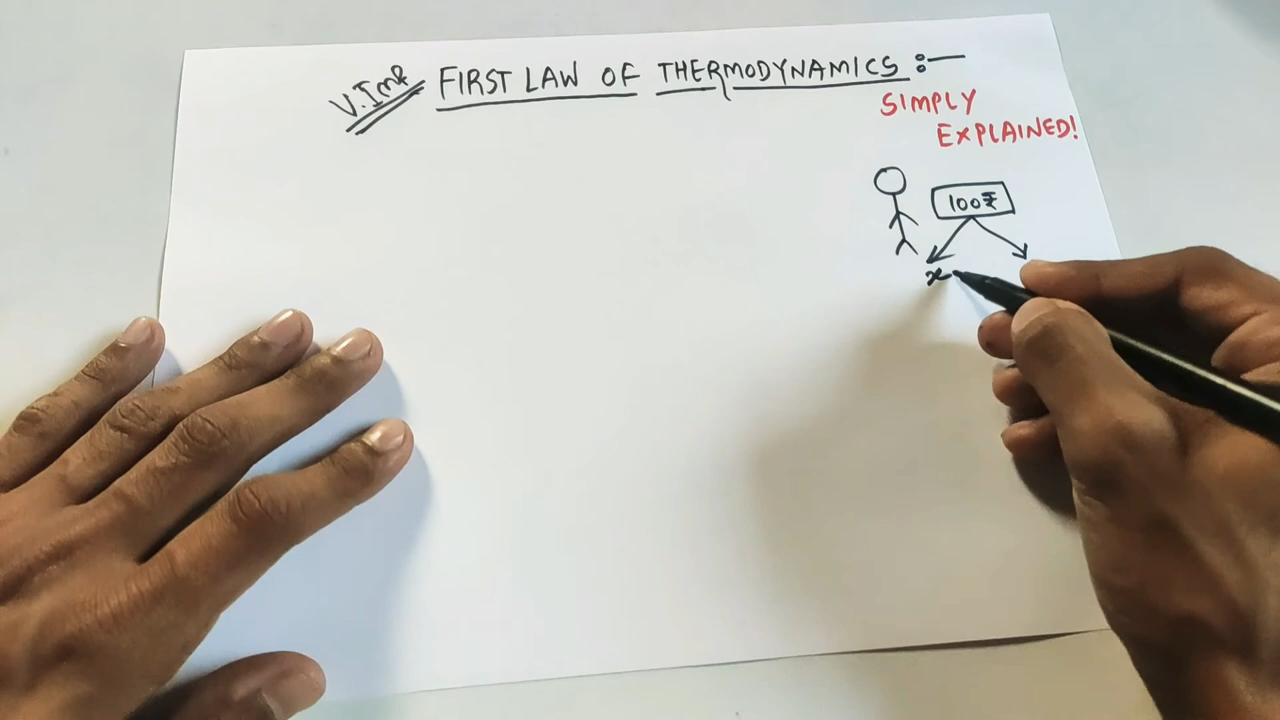 V.Imp FIRST LAW OF THERMODYNAMICS :—
SIMPLY
EXPLAINED!
100₹
x